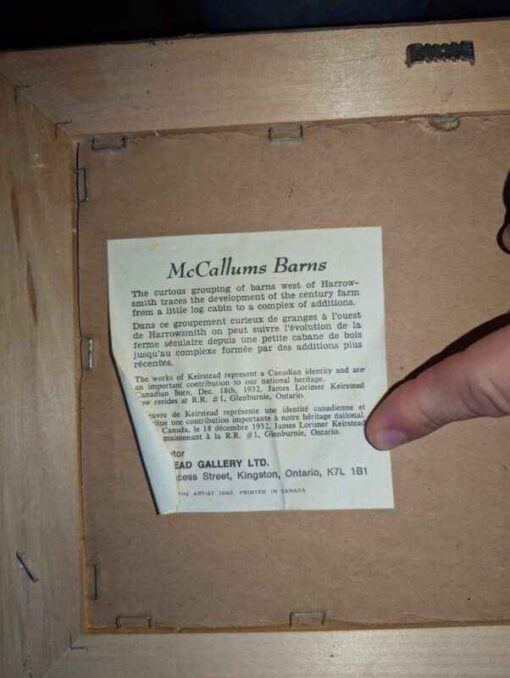 McCallums Barns
The curious grouping of barns west of Harrow-
smith traces the development of the century farm
from a little log cabin to a complex of additions.
Dans ce groupement curieux de granges à l'ouest
de Harrowsmith on peut suivre l'évolution de la
ferme séculaire depuis une petite cabane de bois
jusqu'au complexe formée par des additions plus
récentes.
The works of Keirstead represent a Canadian identity and are
an important contribution to our national heritage.
Canadian born, Dec. 18th, 1932, James Lorimer Keirstead
resides at R.R. #1, Glenburnie, Ontario.
de Keirstead représente une identité canadienne et
une contribution importante à notre héritage national.
Canada, le 18 décembre 1932, James Lorimer Keirstead
maintenant à la R.R. #1, Glenburnie, Ontario.
GALLERY LTD.
Street, Kingston, Ontario, K7L 1B1
THE ARTIST PRINTED IN CANADA